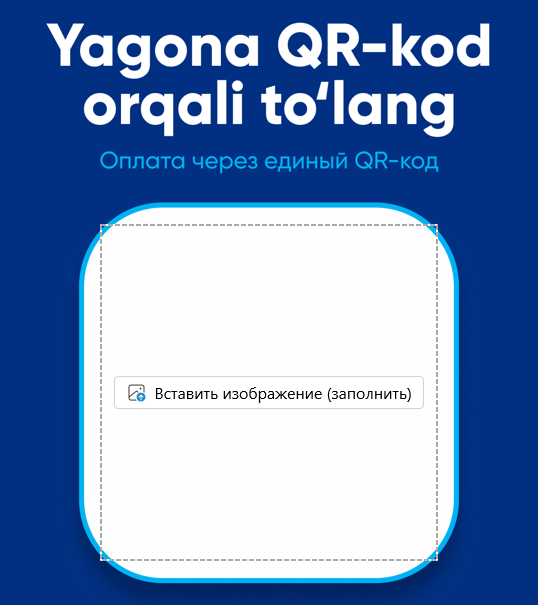 Yagona QR-kod
orqali to‘lang
Оплата через единый QR-код
Вставить изображение (заполнить)